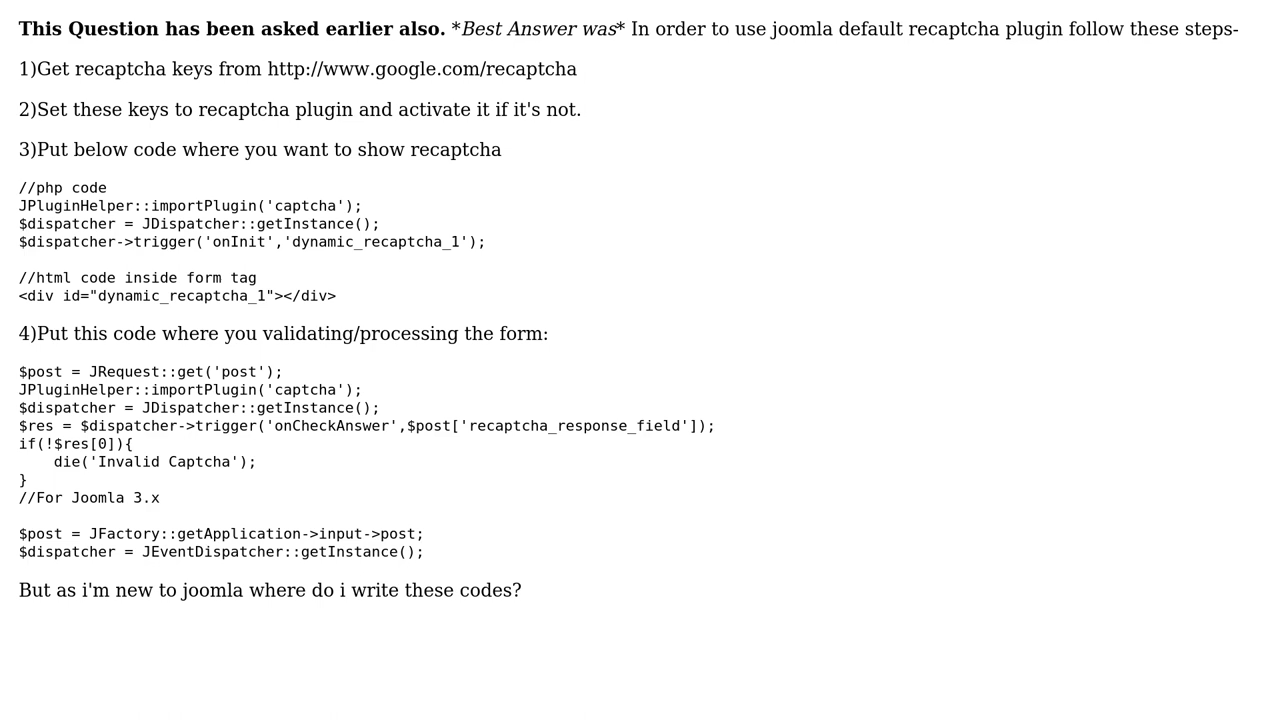 This Question has been asked earlier also. *Best Answer was* In order to use joomla default recaptcha plugin follow these steps-
1)Get recaptcha keys from http://www.google.com/recaptcha
2)Set these keys to recaptcha plugin and activate it if it's not.
3)Put below code where you want to show recaptcha
//php code
JPluginHelper::importPlugin('captcha');
$dispatcher = JDispatcher::getInstance();
$dispatcher->trigger('onInit','dynamic_recaptcha_1');
//html code inside form tag
<div id="dynamic_recaptcha_1"></div>
4)Put this code where you validating/processing the form:
$post = JRequest::get('post');
JPluginHelper::importPlugin('captcha');
$dispatcher = JDispatcher::getInstance();
$res = $dispatcher->trigger('onCheckAnswer',$post['recaptcha_response_field']);
if(!$res[0]){
    die('Invalid Captcha');
}
//For Joomla 3.x
$post = JFactory::getApplication->input->post;
$dispatcher = JEventDispatcher::getInstance();
But as i'm new to joomla where do i write these codes?